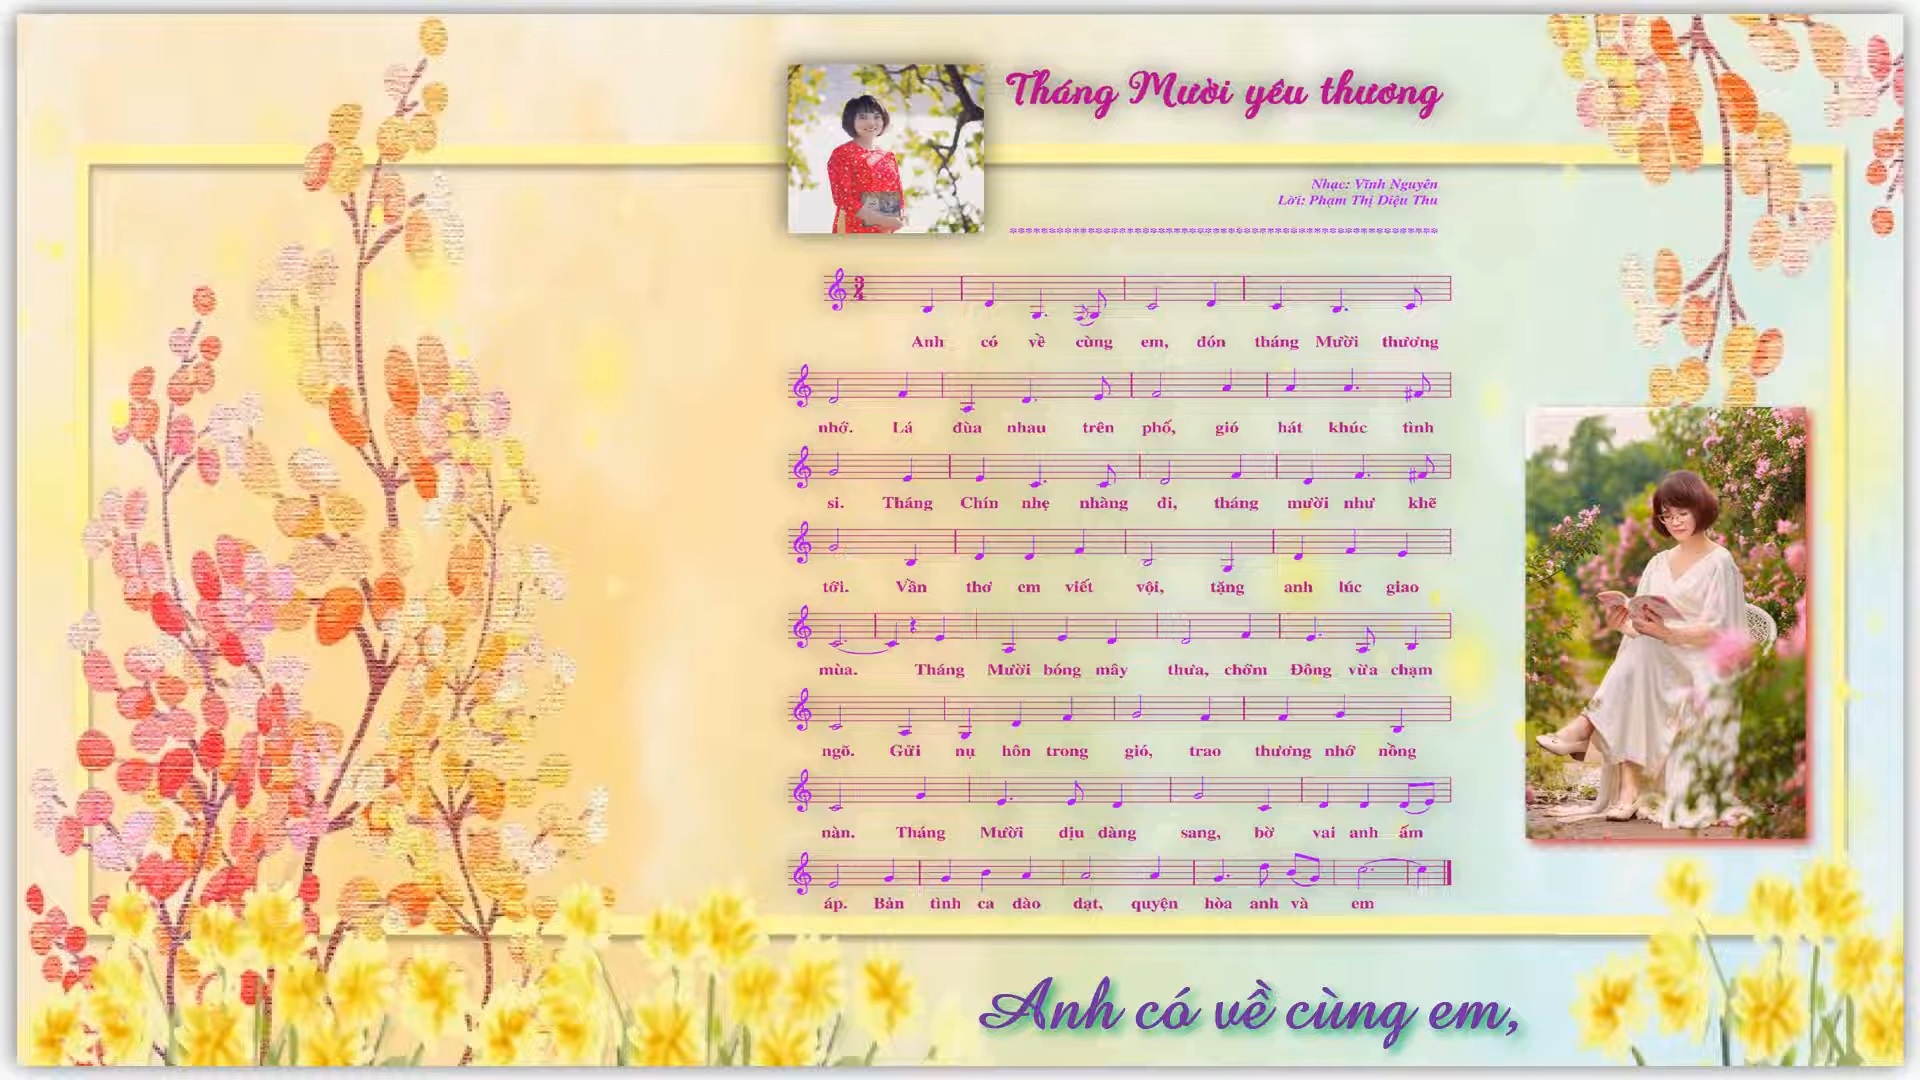 Tháng Mười yêu thương
Nhạc: Vĩnh Nguyên
Lời: Phạm Thị Diệu Thu
Anh có về cùng em, đón tháng Mười thương
nhớ. Lá đùa nhau trên phố, gió hát khúc tình
si. Tháng Chín nhẹ nhàng đi, tháng mười như khẽ
tới. Vần thơ em viết vội, tặng anh lúc giao
mùa. Tháng Mười bóng mây thưa, chớm Đông vừa chạm
ngõ. Gửi nụ hôn trong gió, trao thương nhớ nồng
nàn. Tháng Mười dịu dàng sang, bờ vai anh ấm
áp. Bản tình ca dào dạt, quyện hòa anh và em
Anh có về cùng em,